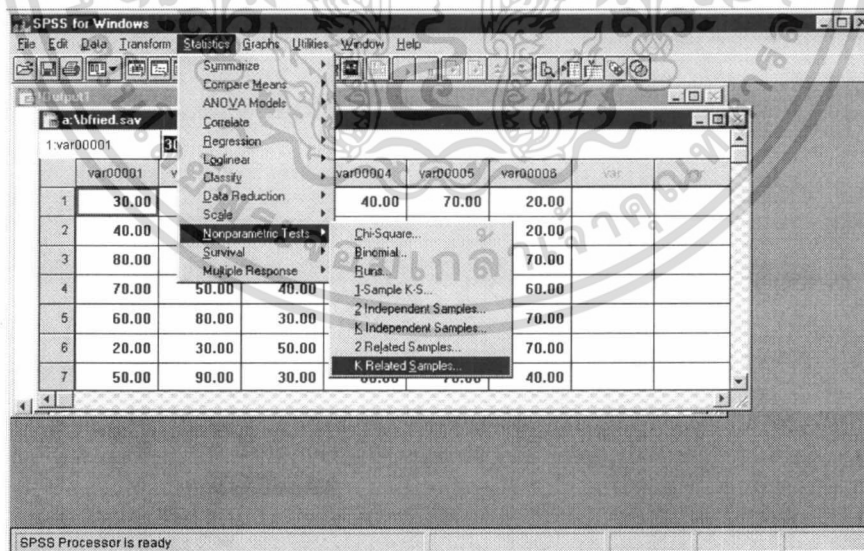 SPSS for Windows
File Edit Data Transform Statistics Graphs Utilities Window Help
Summarize
Compare Means
ANOVA Models
Correlate
Regression
Loglinear
Classify
Data Reduction
Scale
Nonparametric Tests
Survival
Multiple Response
Chi-Square...
Binomial...
Runs...
1-Sample K-S...
2 Independent Samples...
K Independent Samples...
2 Related Samples...
K Related Samples...
!Output1
a:\bfried.sav
1:var00001 30
var00001 var00004 var00005 var00006 var
1 30.00 40.00 70.00 20.00
2 40.00 20.00
3 80.00 70.00
4 70.00 50.00 40.00 60.00
5 60.00 80.00 30.00 70.00
6 20.00 30.00 50.00 70.00
7 50.00 90.00 30.00 60.00 70.00 40.00
SPSS Processor is ready